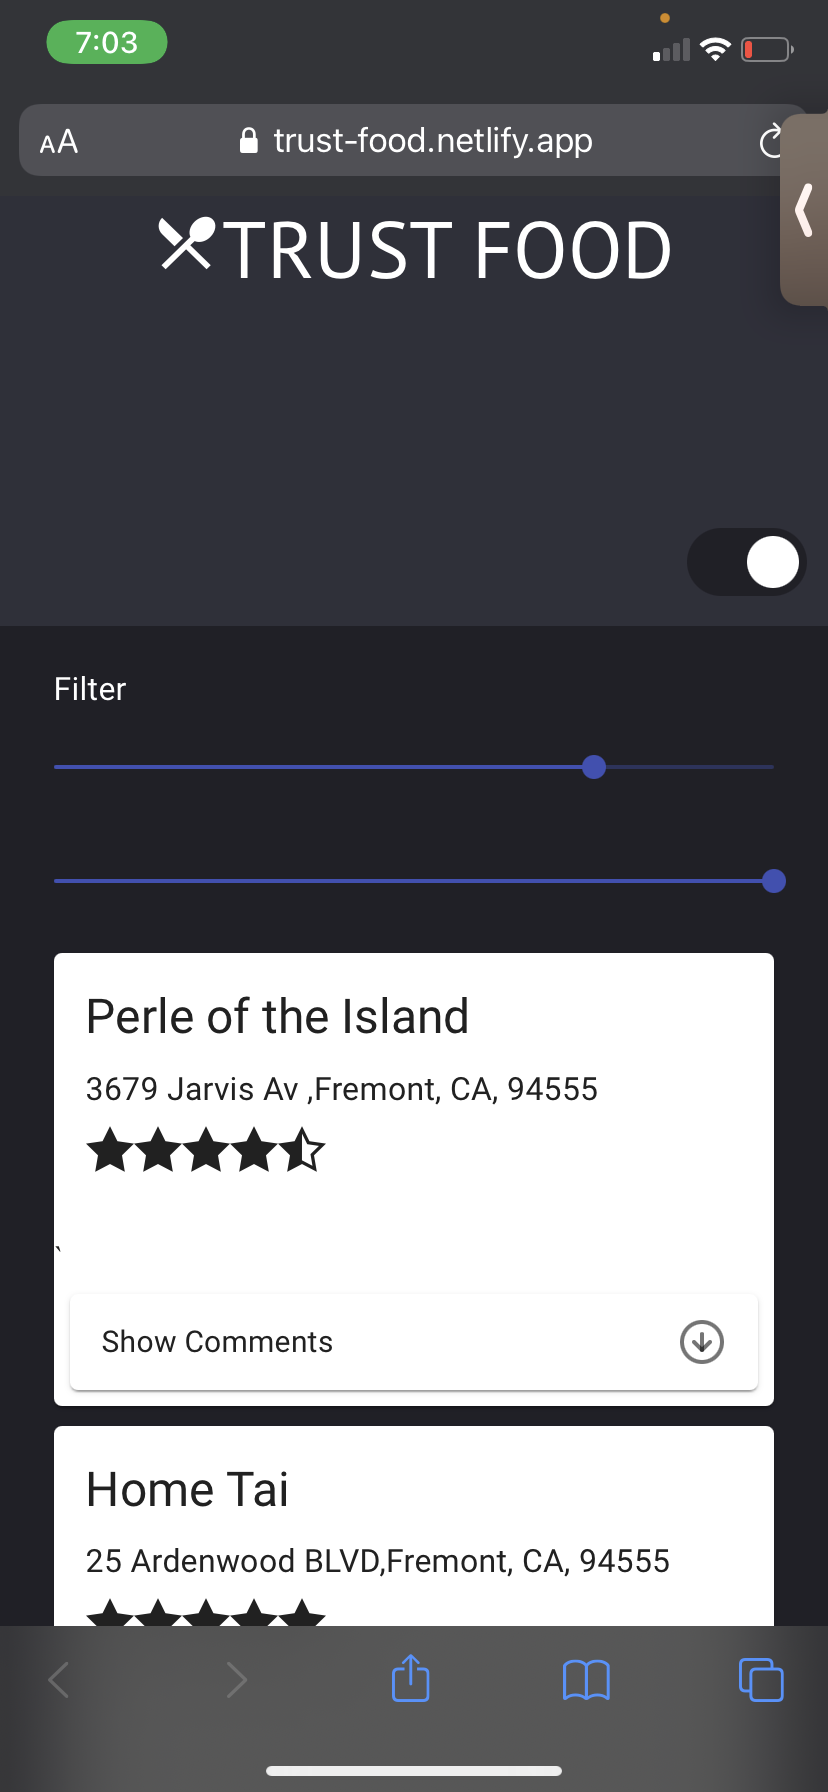 7:03
AA
trust-food.netlify.app
TRUST FOOD
Filter
Perle of the Island
3679 Jarvis Av ,Fremont, CA, 94555
`
Show Comments
Home Tai
25 Ardenwood BLVD,Fremont, CA, 94555